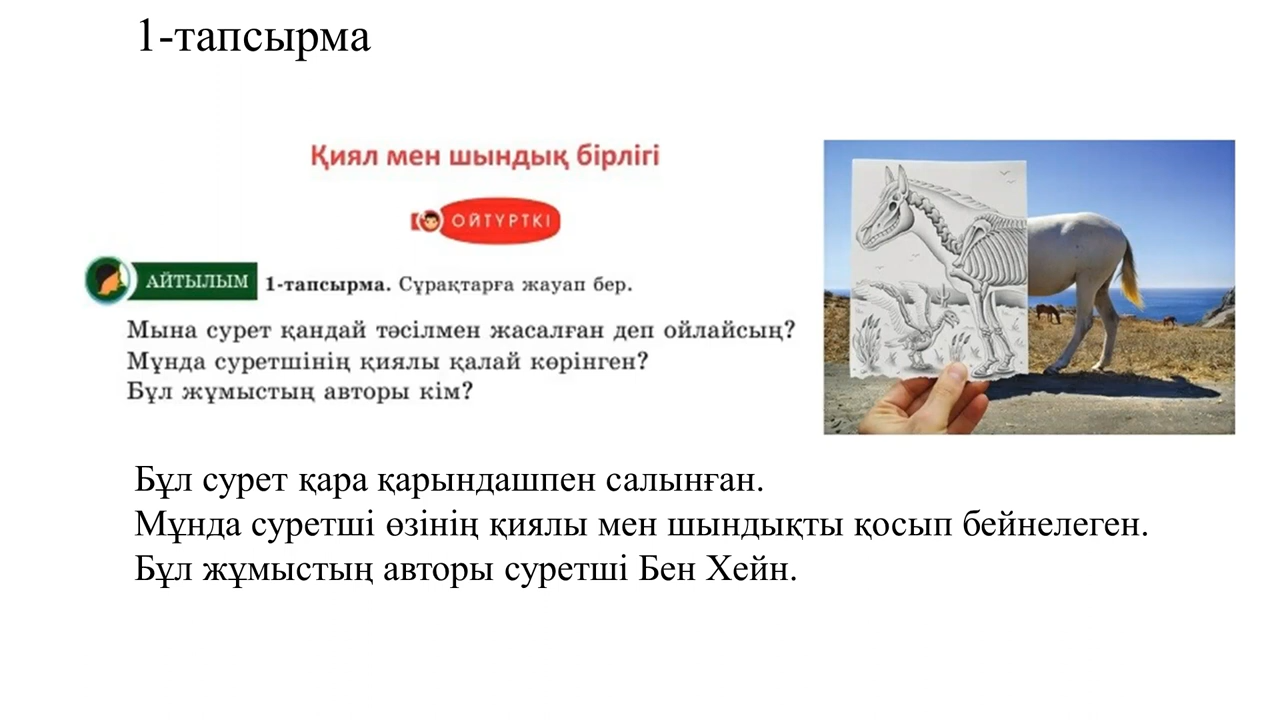 1-тапсырма
Қиял мен шындық бірлігі
ОЙТҮРТКІ
АЙТЫЛЫМ 1-тапсырма. Сұрақтарға жауап бер.
Мына сурет қандай тәсілмен жасалған деп ойлайсың?
Мұнда суретшінің қиялы қалай көрінген?
Бұл жұмыстың авторы кім?
Бұл сурет қара қарындашпен салынған.
Мұнда суретші өзінің қиялы мен шындықты қосып бейнелеген.
Бұл жұмыстың авторы суретші Бен Хейн.